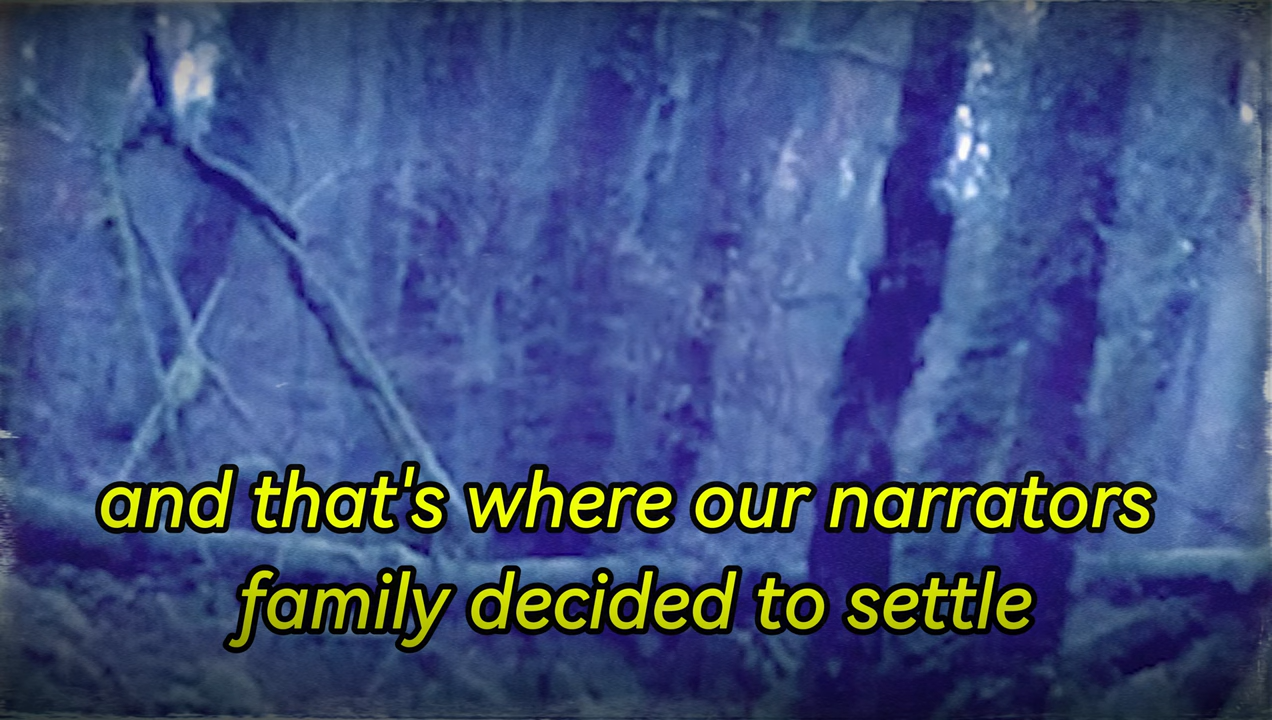 and that's where our narrators
family decided to settle